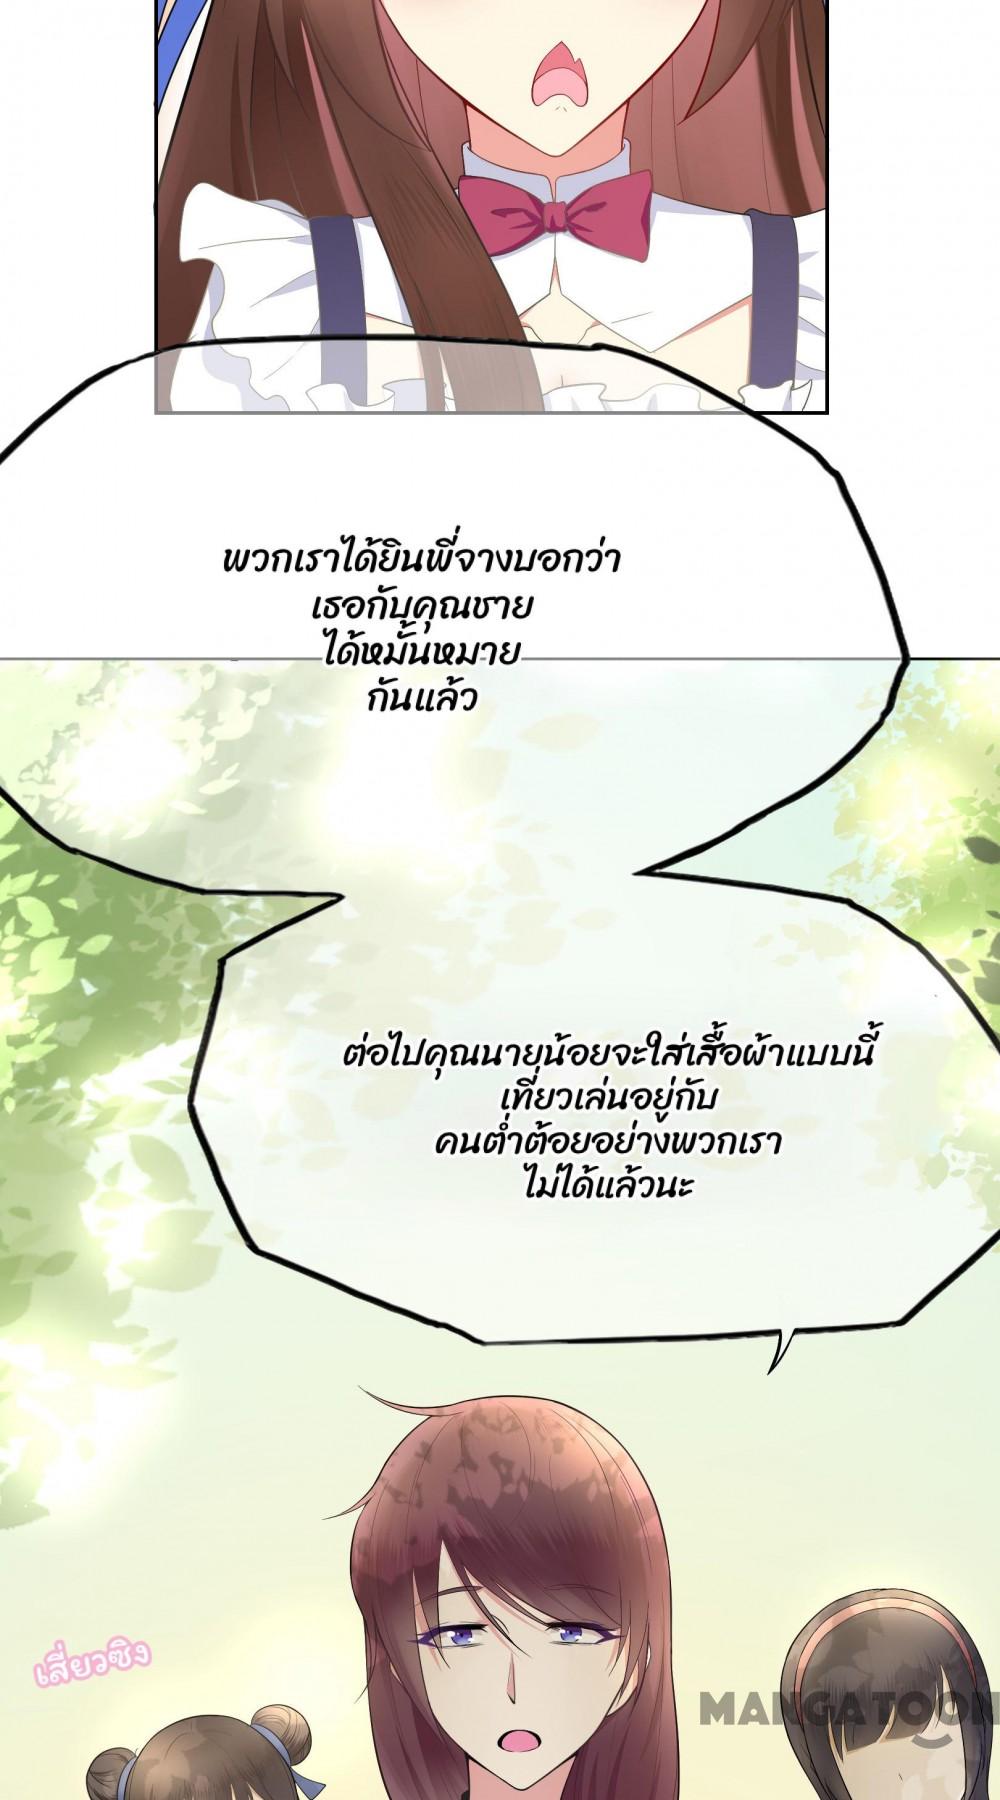 พวกเราได้ยินพี่จางบอกว่า
เธอกับคุณชาย
ได้หมั้นหมาย
กันแล้ว
ต่อไปคุณนายน้อยจะใส่เสื้อผ้าแบบนี้
เที่ยวเล่นอยู่กับ
คนต่ำต้อยอย่างพวกเรา
ไม่ได้แล้วนะ
เสี่ยวซิง
MANGATOON